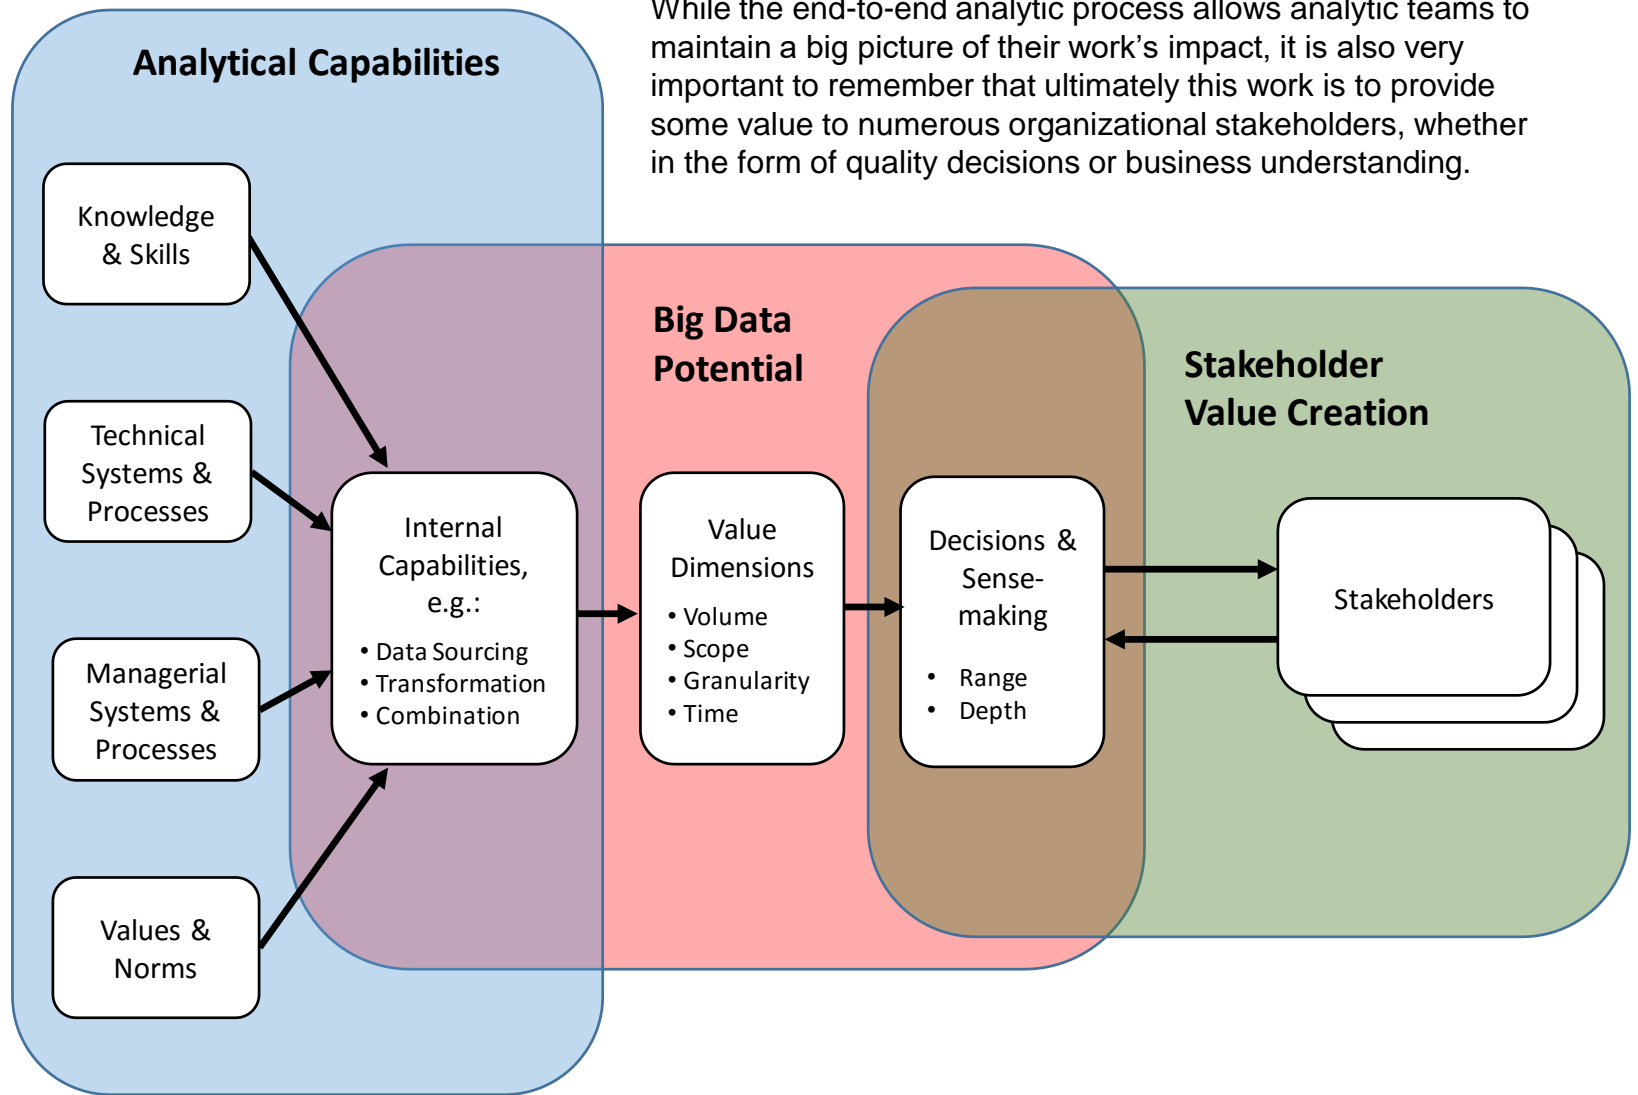 While the end-to-end analytic process allows analytic teams to
maintain a big picture of their work’s impact, it is also very
important to remember that ultimately this work is to provide
some value to numerous organizational stakeholders, whether
in the form of quality decisions or business understanding.
Analytical Capabilities
Knowledge
& Skills
Technical
Systems &
Processes
Managerial
Systems &
Processes
Values &
Norms
Internal
Capabilities,
e.g.:
• Data Sourcing
• Transformation
• Combination
Big Data
Potential
Value
Dimensions
• Volume
• Scope
• Granularity
• Time
Decisions &
Sense-
making
• Range
• Depth
Stakeholder
Value Creation
Stakeholders